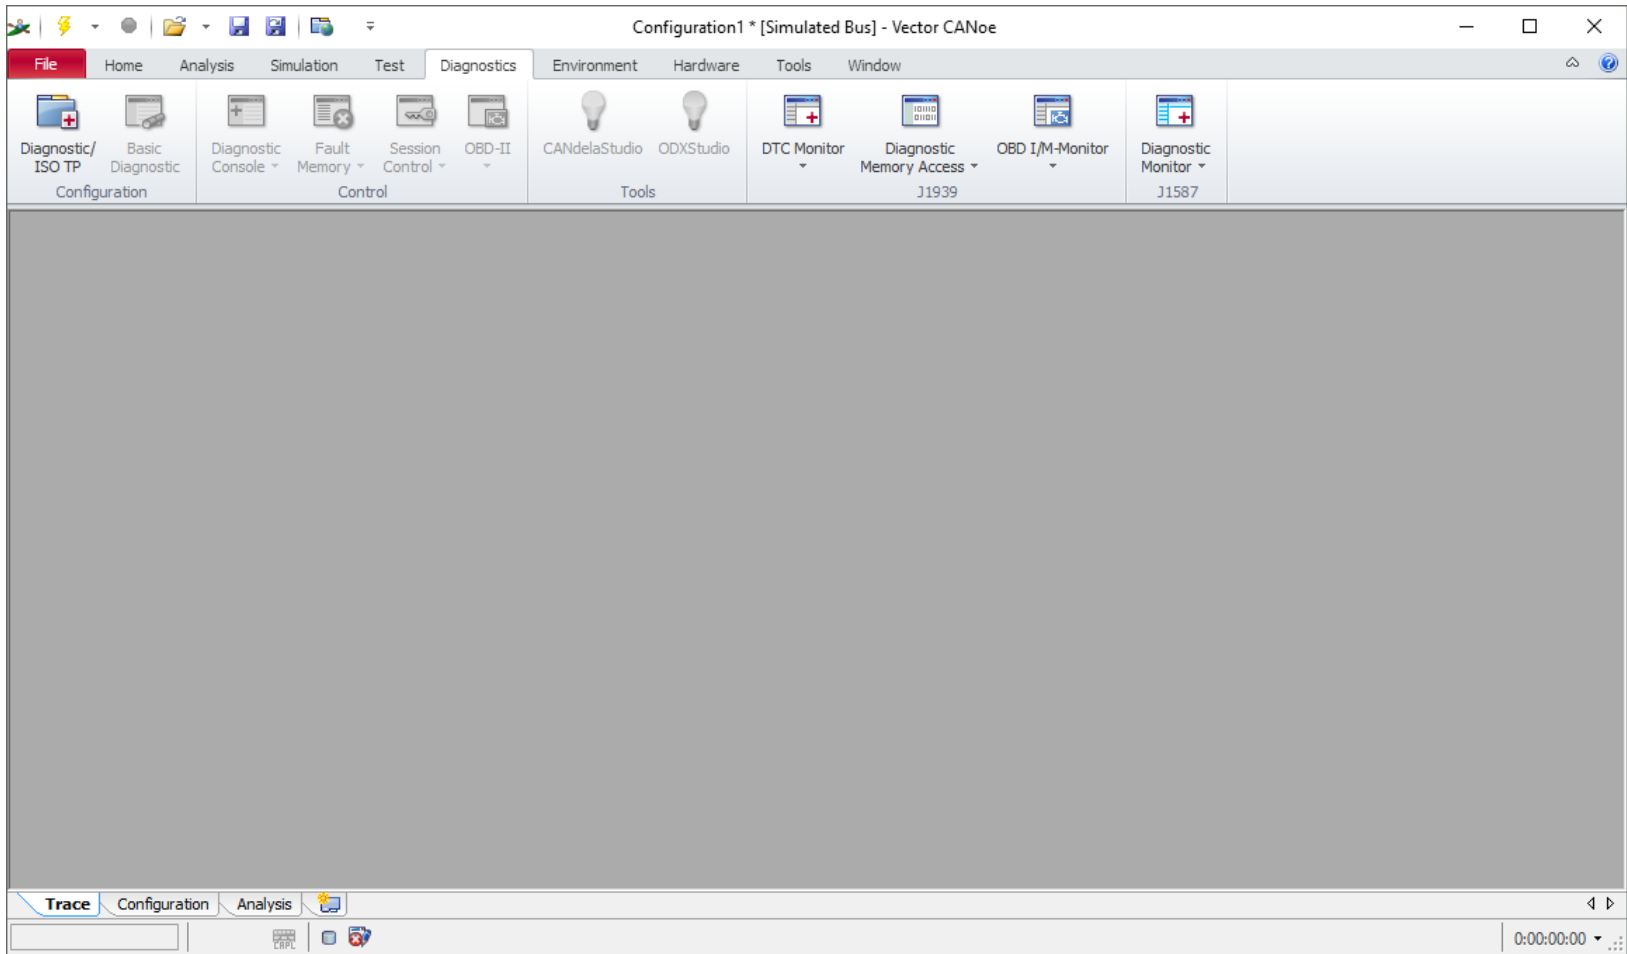 Configuration1 * [Simulated Bus] - Vector CANoe
File Home Analysis Simulation Test Diagnostics Environment Hardware Tools Window
Diagnostic/ Basic Diagnostic Fault Session OBD-II CANdelaStudio ODXStudio DTC Monitor Diagnostic OBD I/M-Monitor Diagnostic
ISO TP Diagnostic Console Memory Control Memory Access Monitor
Configuration Control Tools J1939 J1587
Trace Configuration Analysis
CAPL 0:00:00:00